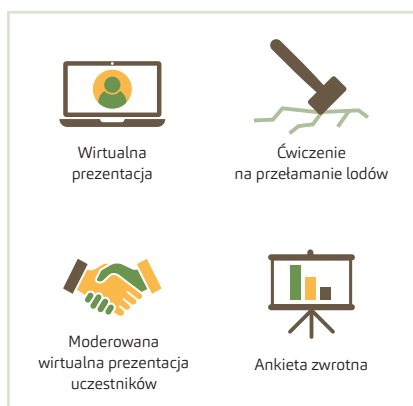 Wirtualna
prezentacja
Ćwiczenie
na przełamanie lodów
Moderowana
wirtualna prezentacja
uczestników
Ankieta zwrotna